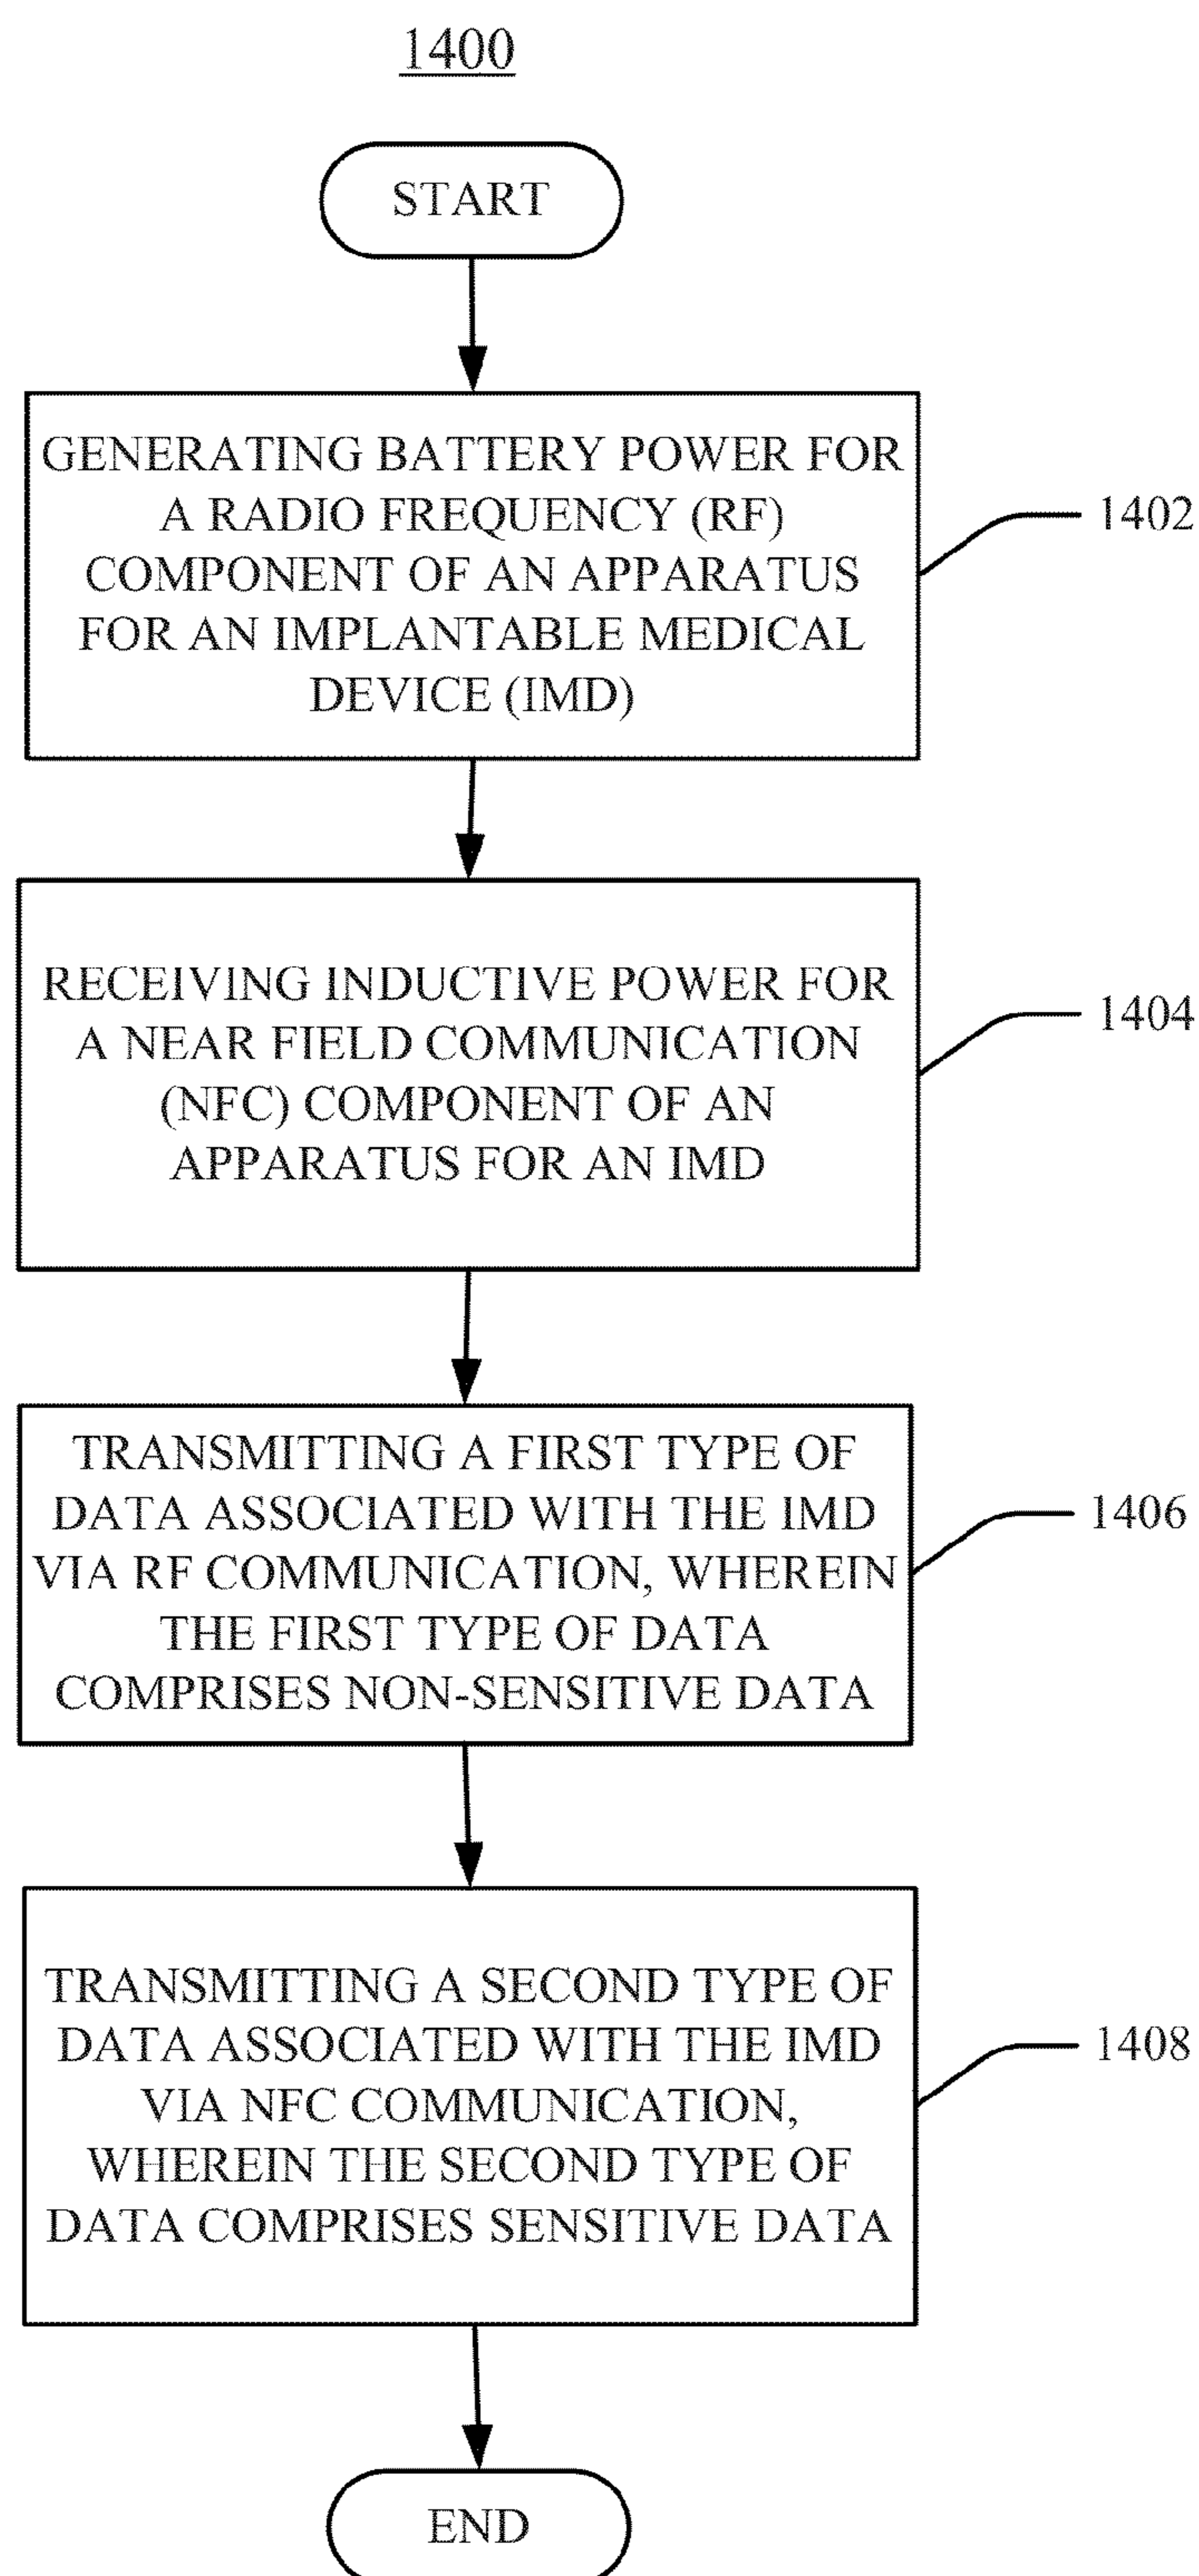 1400
START
GENERATING BATTERY POWER FOR
A RADIO FREQUENCY (RF)
COMPONENT OF AN APPARATUS
FOR AN IMPLANTABLE MEDICAL
DEVICE (IMD)
1402
RECEIVING INDUCTIVE POWER FOR
A NEAR FIELD COMMUNICATION
(NFC) COMPONENT OF AN
APPARATUS FOR AN IMD
1404
TRANSMITTING A FIRST TYPE OF
DATA ASSOCIATED WITH THE IMD
VIA RF COMMUNICATION, WHEREIN
THE FIRST TYPE OF DATA
COMPRISES NON-SENSITIVE DATA
1406
TRANSMITTING A SECOND TYPE OF
DATA ASSOCIATED WITH THE IMD
VIA NFC COMMUNICATION,
WHEREIN THE SECOND TYPE OF
DATA COMPRISES SENSITIVE DATA
1408
END